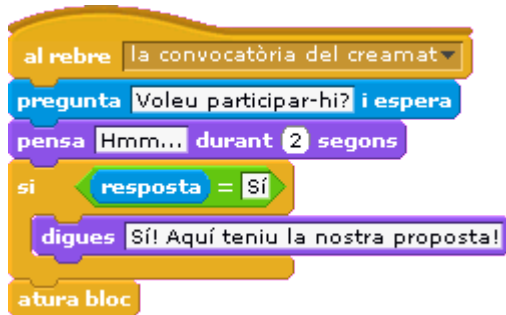 al rebre la convocatòria del creamat
pregunta Voleu participar-hi? i espera
pensa Hmm... durant 2 segons
si resposta = Sí
digues Sí! Aquí teniu la nostra proposta!
atura bloc